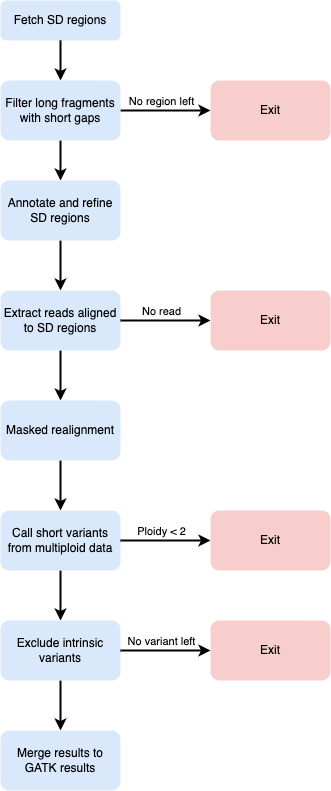 Fetch SD regions
Filter long fragments
with short gaps
No region left
Exit
Annotate and refine
SD regions
Extract reads aligned
to SD regions
No read
Exit
Masked realignment
Call short variants
from multiploid data
Ploidy < 2
Exit
Exclude intrinsic
variants
No variant left
Exit
Merge results to
GATK results